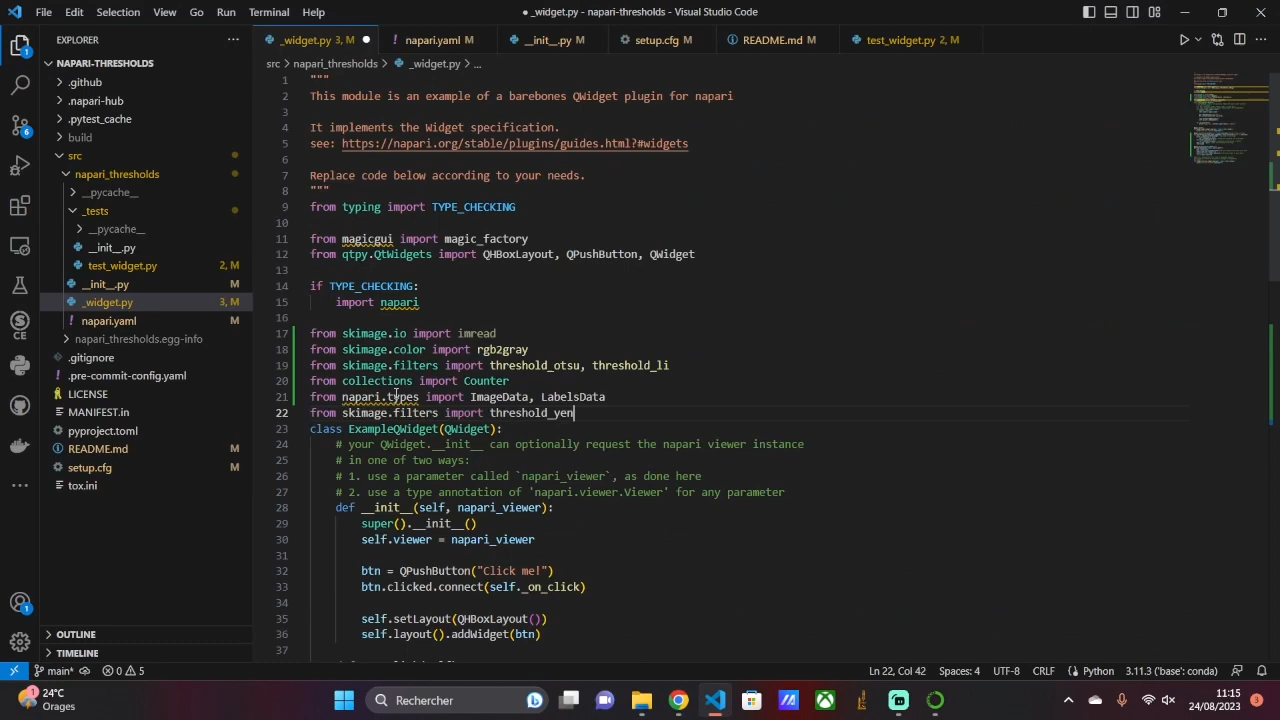 File Edit Selection View Go Run Terminal Help
● _widget.py - napari-thresholds - Visual Studio Code
EXPLORER
NAPARI-THRESHOLDS
.github
.napari-hub
.pytest_cache
build
src
napari_thresholds
__pycache__
_tests
__pycache__
__init__.py
test_widget.py 2, M
__init__.py M
_widget.py 3, M
napari.yaml M
napari_thresholds.egg-info
.gitignore
.pre-commit-config.yaml
LICENSE
MANIFEST.in
pyproject.toml
README.md M
setup.cfg M
tox.ini
OUTLINE
TIMELINE
1
6
1
_widget.py 3, M napari.yaml M __init__.py M setup.cfg M README.md M test_widget.py 2, M
src > napari_thresholds > _widget.py > ...
1 """
2 This module is an example of a barebones QWidget plugin for napari
3
4 It implements the Widget specification.
5 see: https://napari.org/stable/plugins/guides.html?#widgets
6
7 Replace code below according to your needs.
8 """
9 from typing import TYPE_CHECKING
10
11 from magicgui import magic_factory
12 from qtpy.QtWidgets import QHBoxLayout, QPushButton, QWidget
13
14 if TYPE_CHECKING:
15 import napari
16
17 from skimage.io import imread
18 from skimage.color import rgb2gray
19 from skimage.filters import threshold_otsu, threshold_li
20 from collections import Counter
21 from napari.types import ImageData, LabelsData
22 from skimage.filters import threshold_yen
23 class ExampleQWidget(QWidget):
24 # your QWidget.__init__ can optionally request the napari viewer instance
25 # in one of two ways:
26 # 1. use a parameter called `napari_viewer`, as done here
27 # 2. use a type annotation of 'napari.viewer.Viewer' for any parameter
28 def __init__(self, napari_viewer):
29 super().__init__()
30 self.viewer = napari_viewer
31
32 btn = QPushButton("Click me!")
33 btn.clicked.connect(self._on_click)
34
35 self.setLayout(QHBoxLayout())
36 self.layout().addWidget(btn)
37
main* 0 5 Ln 22, Col 42 Spaces: 4 UTF-8 CRLF Python 3.11.3 ('base': conda)
24°C
Orages
Rechercher
11:15
24/08/2023
3